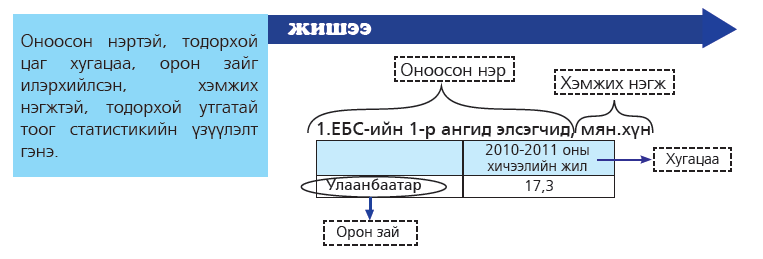 Оноосон нэртэй, тодорхой
цаг хугацаа, орон зайг
илэрхийлсэн, хэмжих
нэгжтэй, тодорхой утгатай
тоог статистикийн үзүүлэлт
гэнэ.
жишээ
Оноосон нэр
Хэмжих нэгж
1.ЕБС-ийн 1-р ангид элсэгчид, мян.хүн
2010-2011 оны
хичээлийн жил
Хугацаа
Улаанбаатар
17,3
Орон зай